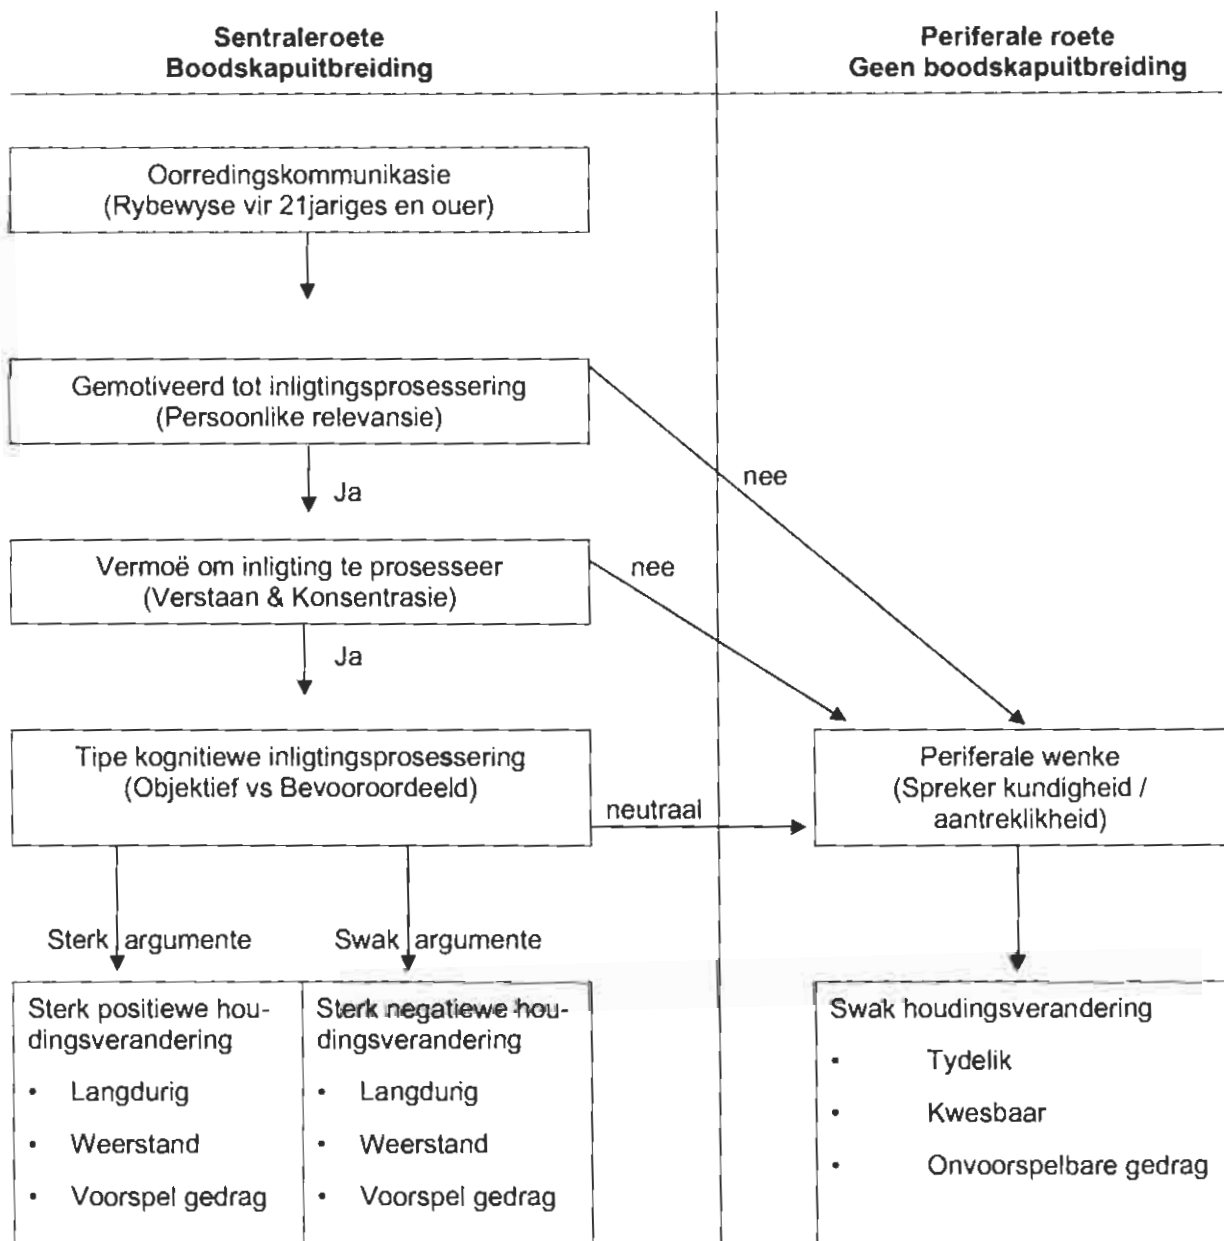 Sentraleroete
Boodskapuitbreiding
Periferale roete
Geen boodskapuitbreiding
Oorredingskommunikasie
(Rybewyse vir 21jariges en ouer)
Gemotiveerd tot inligtingsprosessering
(Persoonlike relevansie)
nee
Ja
Vermoë om inligting te prosesseer
(Verstaan & Konsentrasie)
nee
Ja
Tipe kognitiewe inligtingsprosessering
(Objektief vs Bevooroordeeld)
neutraal
Periferale wenke
(Spreker kundigheid /
aantreklikheid)
Sterk argumente
Swak argumente
Sterk positiewe hou-
dingsverandering
• Langdurig
• Weerstand
• Voorspel gedrag
Sterk negatiewe hou-
dingsverandering
• Langdurig
• Weerstand
• Voorspel gedrag
Swak houdingsverandering
• Tydelik
• Kwesbaar
• Onvoorspelbare gedrag